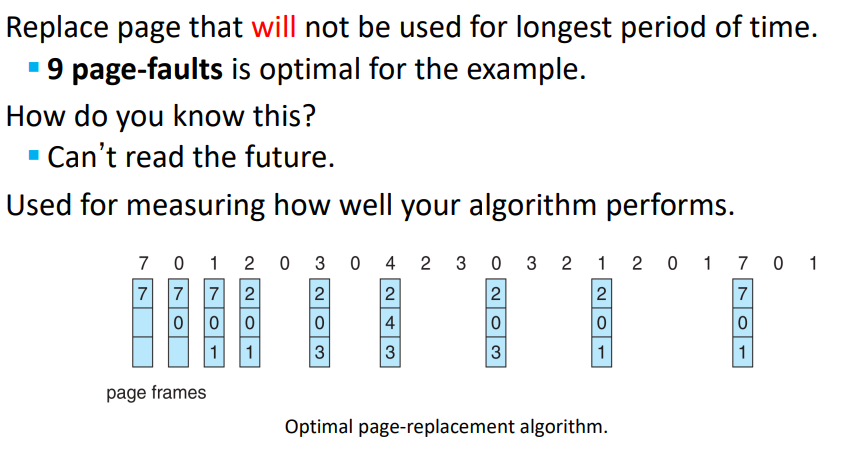 Replace page that will not be used for longest period of time.
▪ 9 page-faults is optimal for the example.
How do you know this?
▪ Can't read the future.
Used for measuring how well your algorithm performs.
7 0 1 2 0 3 0 4 2 3 0 3 2 1 2 0 1 7 0 1
7 7 7 2 2 2 2 2 7
0 0 0 0 4 0 0 0
1 1 3 3 3 1 1
page frames
Optimal page-replacement algorithm.